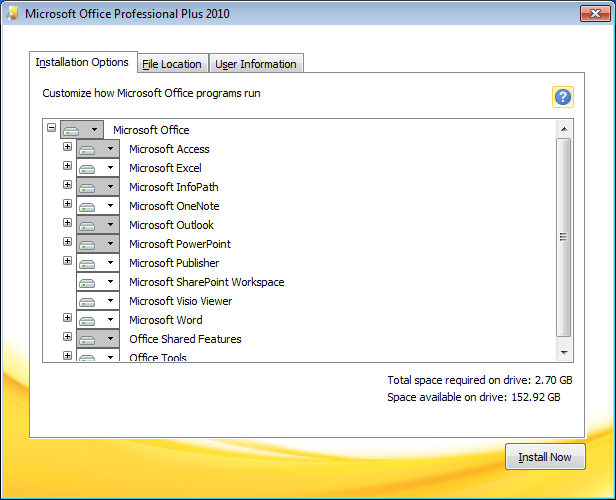 Microsoft Office Professional Plus 2010
Installation Options File Location User Information
Customize how Microsoft Office programs run
?
Microsoft Office
Microsoft Access
Microsoft Excel
Microsoft InfoPath
Microsoft OneNote
Microsoft Outlook
Microsoft PowerPoint
Microsoft Publisher
Microsoft SharePoint Workspace
Microsoft Visio Viewer
Microsoft Word
Office Shared Features
Office Tools
Total space required on drive: 2.70 GB
Space available on drive: 152.92 GB
Install Now